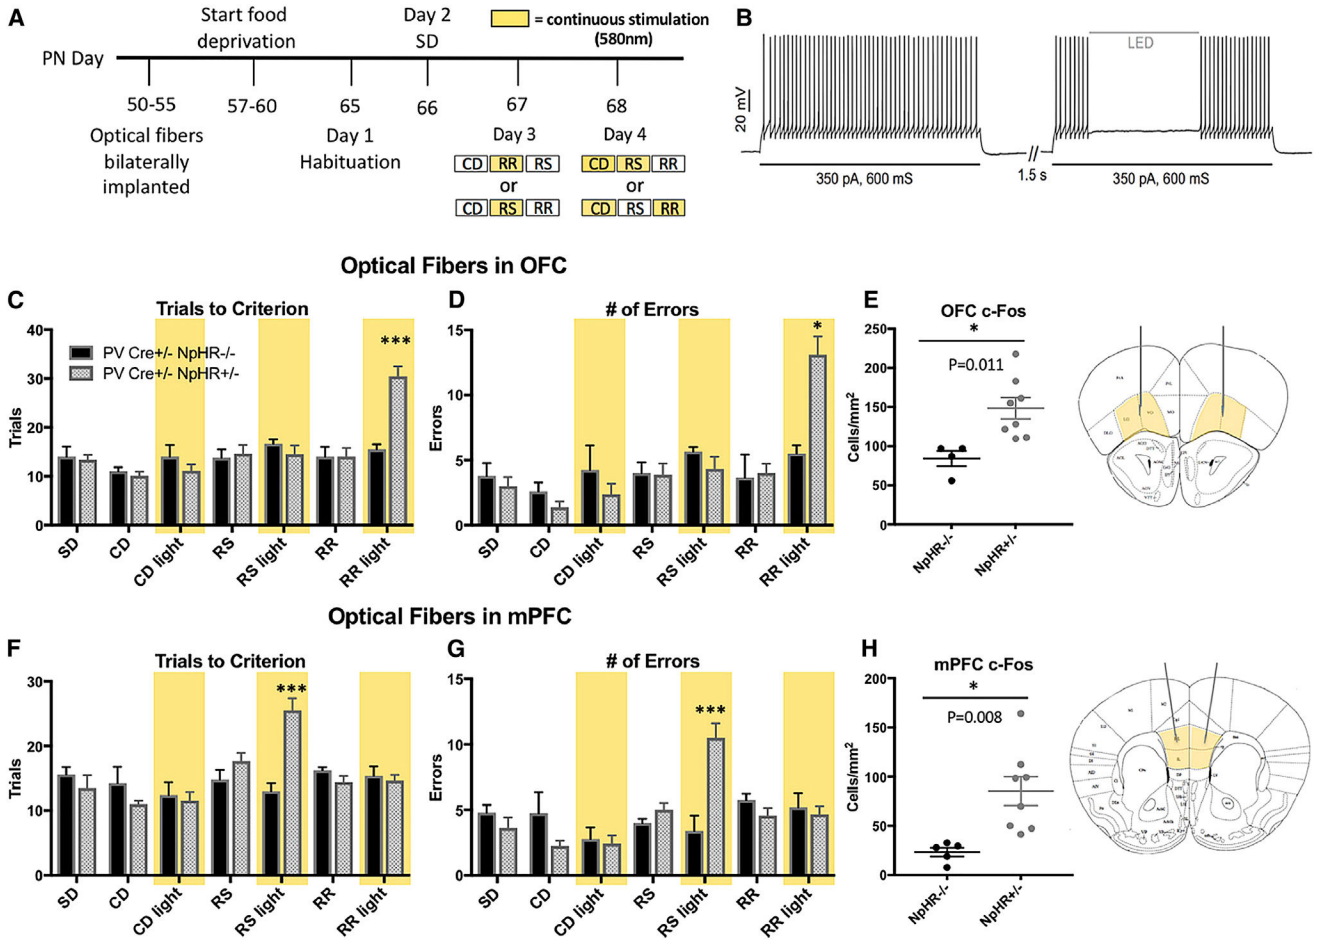 A
Start food
deprivation
Day 2
SD
= continuous stimulation
(580nm)
PN Day
50-55
57-60
65
66
67
68
Optical fibers
bilaterally
implanted
Day 1
Habituation
Day 3
Day 4
CD RR RS
CD RS RR
or
or
CD RS RR
CD RS RR
B
LED
20 mV
350 pA, 600 mS
1.5 s
350 pA, 600 mS
Optical Fibers in OFC
C
Trials to Criterion
Trials
40
30
20
10
0
PV Cre+/- NpHR-/-
PV Cre+/- NpHR+/-
***
SD
CD
CD light
RS
RS light
RR
RR light
D
# of Errors
Errors
15
10
5
0
*
SD
CD
CD light
RS
RS light
RR
RR light
E
OFC c-Fos
*
P=0.011
Cells/mm2
250
200
150
100
50
0
NpHR-/-
NpHR+/-
Optical Fibers in mPFC
F
Trials to Criterion
Trials
30
20
10
0
***
SD
CD
CD light
RS
RS light
RR
RR light
G
# of Errors
Errors
15
10
5
0
***
SD
CD
CD light
RS
RS light
RR
RR light
H
mPFC c-Fos
*
P=0.008
Cells/mm2
200
150
100
50
0
NpHR-/-
NpHR+/-